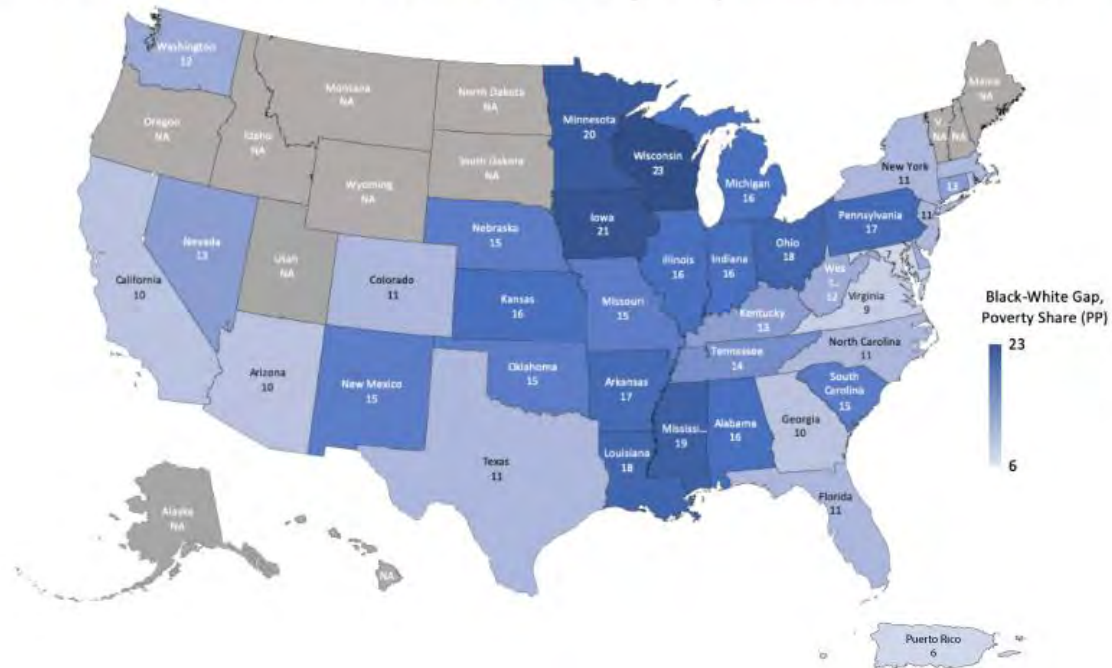 Washington
12
Montana
NA
North Dakota
NA
Minnesota
20
Maine
NA
Oregon
NA
Idaho
NA
Wyoming
NA
South Dakota
NA
Wisconsin
23
Michigan
16
V...
NA
NA
New York
11
13
Nevada
13
Utah
NA
Colorado
11
Nebraska
15
Iowa
21
Illinois
16
Indiana
16
Ohio
18
Pennsylvania
17
11
California
10
Kansas
16
Missouri
15
Kentucky
13
Wes
T...
12
Virginia
9
7
Arizona
10
New Mexico
15
Oklahoma
15
Arkansas
17
Tennessee
14
North Carolina
11
South
Carolina
15
Texas
11
Louisiana
18
Mississi...
19
Alabama
16
Georgia
10
Florida
11
Alaska
NA
NA
Puerto Rico
6
Black-White Gap,
Poverty Share (PP)
23
6